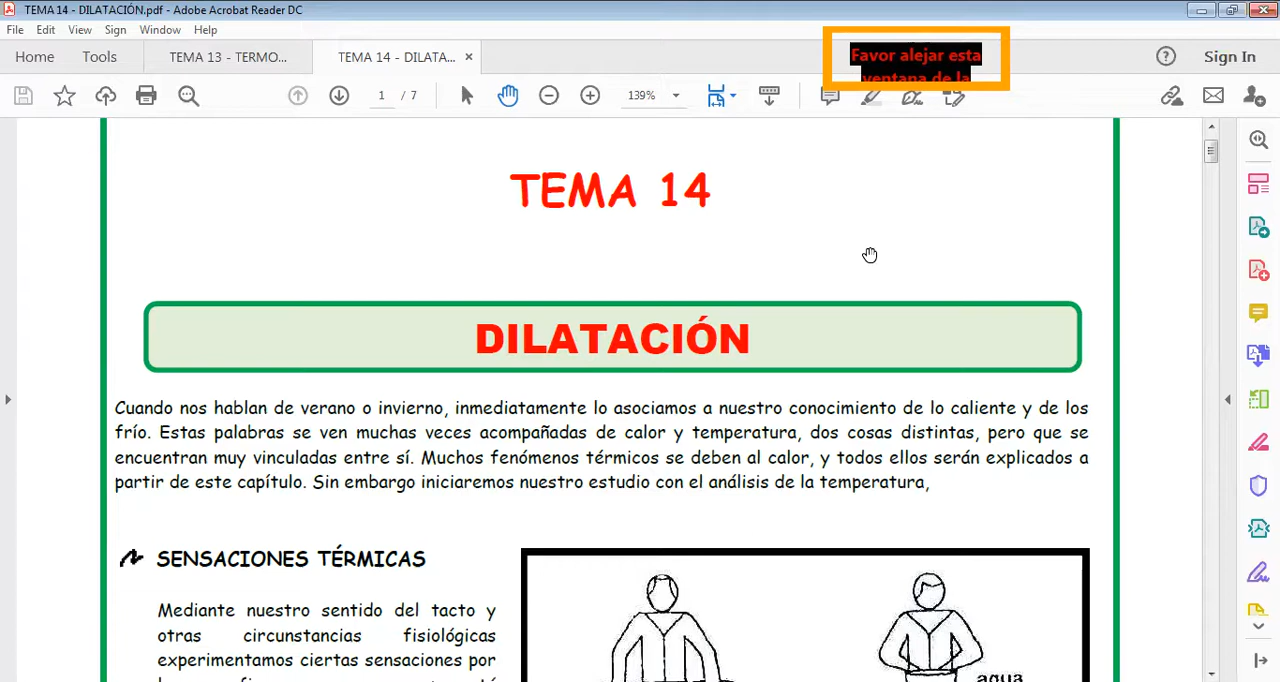 TEMA 14 - DILATACIÓN.pdf - Adobe Acrobat Reader DC
File Edit View Sign Window Help
Home Tools TEMA 13 - TERMO... TEMA 14 - DILATA... × Sign In
Favor alejar esta
ventana de la
1 / 7 139%
TEMA 14
DILATACIÓN
Cuando nos hablan de verano o invierno, inmediatamente lo asociamos a nuestro conocimiento de lo caliente y de los
frío. Estas palabras se ven muchas veces acompañadas de calor y temperatura, dos cosas distintas, pero que se
encuentran muy vinculadas entre sí. Muchos fenómenos térmicos se deben al calor, y todos ellos serán explicados a
partir de este capítulo. Sin embargo iniciaremos nuestro estudio con el análisis de la temperatura,
SENSACIONES TÉRMICAS
Mediante nuestro sentido del tacto y
otras circunstancias fisiológicas
experimentamos ciertas sensaciones por
agua